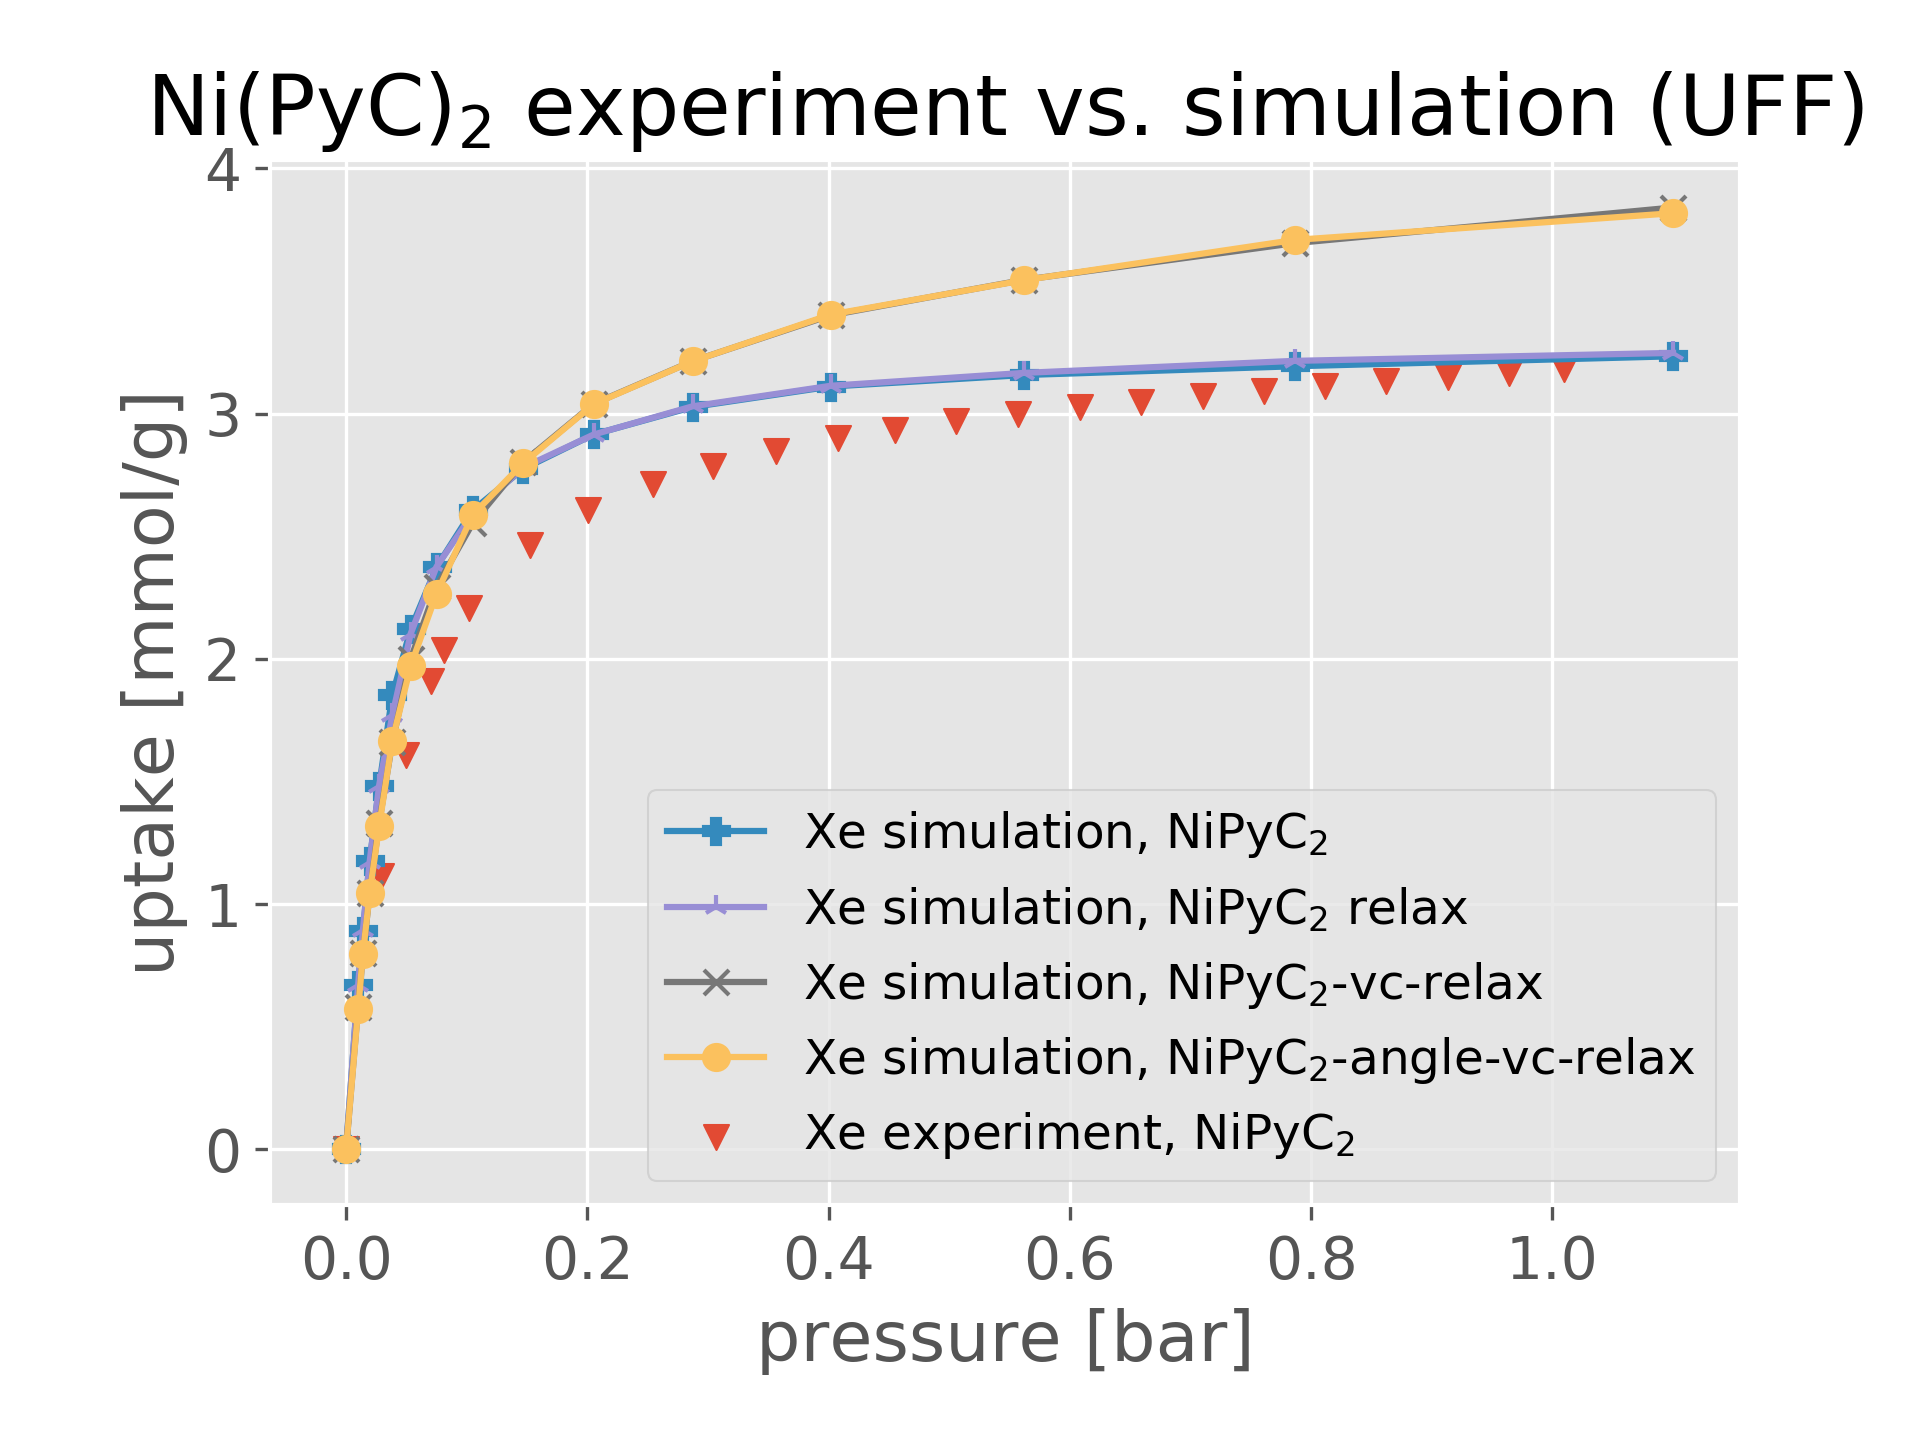 Ni(PyC)₂ experiment vs. simulation (UFF)
4
3
2
1
0
uptake [mmol/g]
Xe simulation, NiPyC₂
Xe simulation, NiPyC₂ relax
Xe simulation, NiPyC₂-vc-relax
Xe simulation, NiPyC₂-angle-vc-relax
Xe experiment, NiPyC₂
0.0 0.2 0.4 0.6 0.8 1.0
pressure [bar]